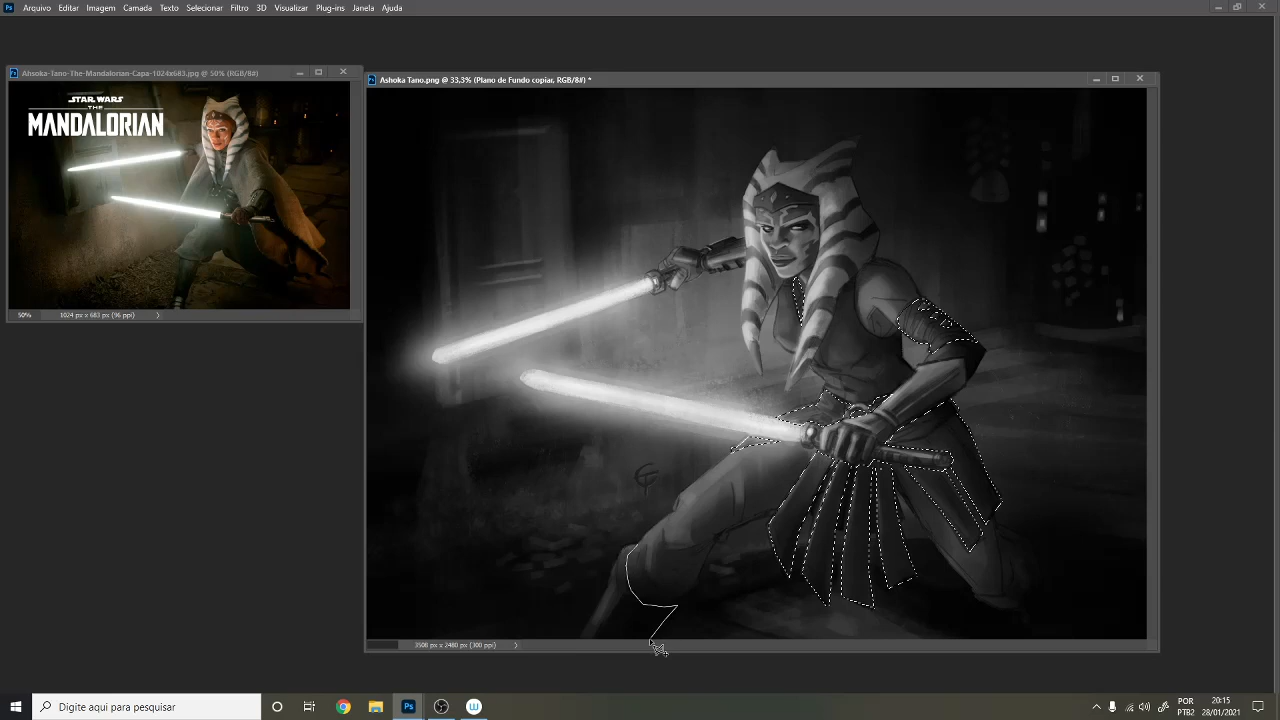 Ps Arquivo Editar Imagem Camada Texto Selecionar Filtro 3D Visualizar Plug-ins Janela Ajuda
Ahsoka-Tano-The-Mandalorian-Capa-1024x683.jpg @ 50% (RGB/8#)
STAR WARS
THE
MANDALORIAN
50% 1024 px x 683 px (96 ppi)
Ashoka Tano.png @ 33,3% (Plano de Fundo copiar, RGB/8#) *
3508 px x 2480 px (300 ppi)
Digite aqui para pesquisar
Ps
POR
PTB2
20:15
28/01/2021